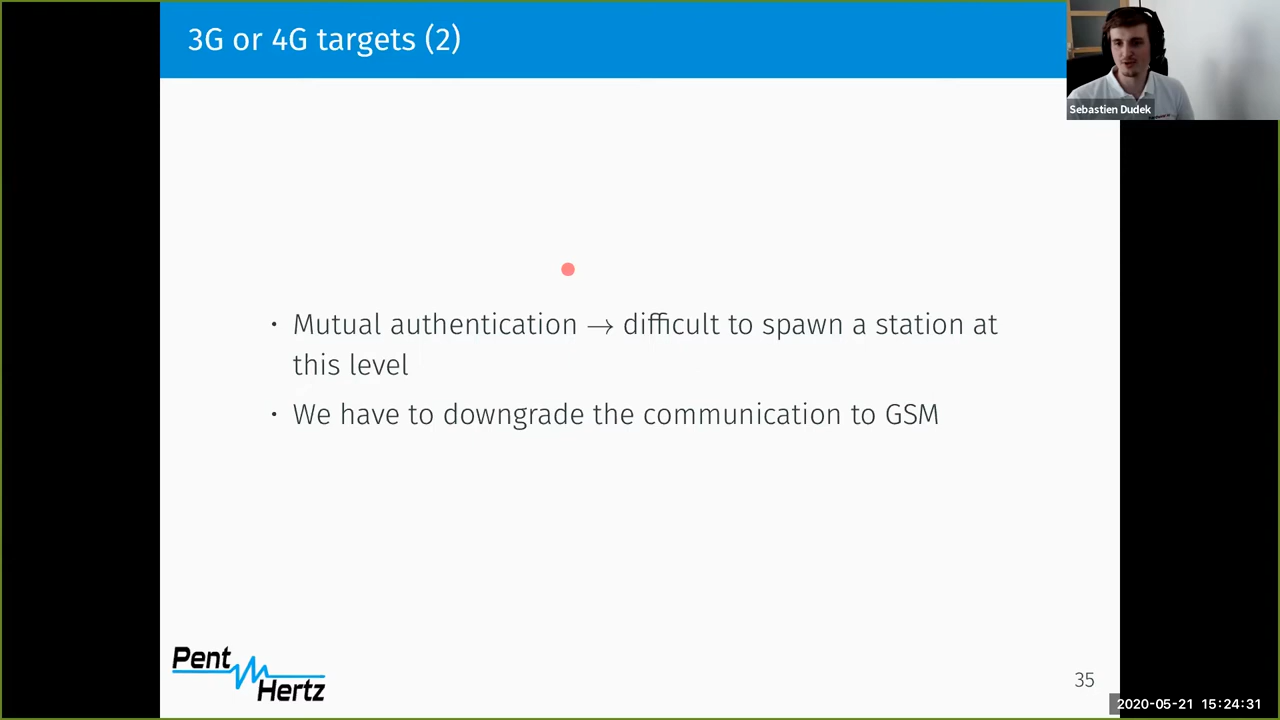 3G or 4G targets (2)
Sebastien Dudek
• Mutual authentication → difficult to spawn a station at
this level
• We have to downgrade the communication to GSM
Pent
Hertz
35
2020-05-21 15:24:31